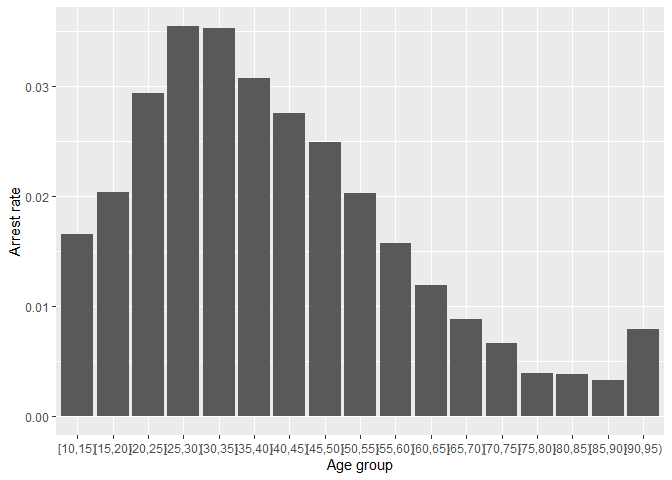 Arrest rate
0.03
0.02
0.01
0.00
[10,15) [15,20) [20,25) [25,30) [30,35) [35,40) [40,45) [45,50) [50,55) [55,60) [60,65) [65,70) [70,75) [75,80) [80,85) [85,90) [90,95)
Age group